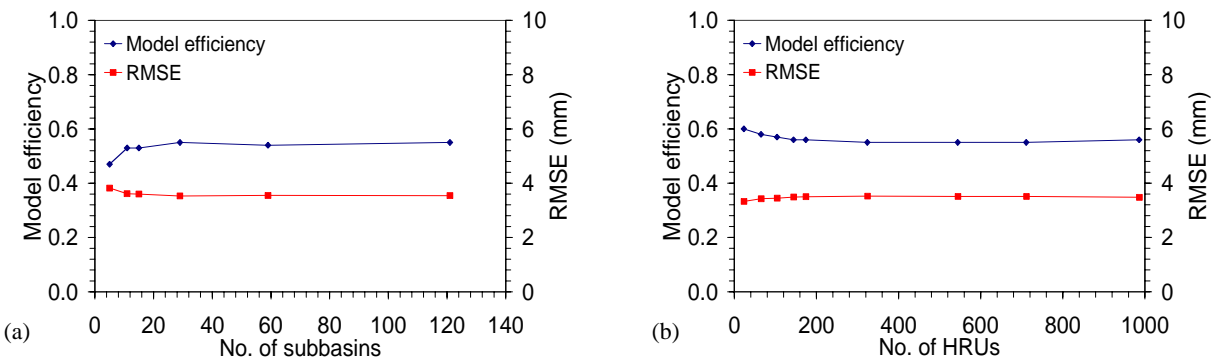 1.0
0.8
0.6
0.4
0.2
0.0
Model efficiency
10
8
6
4
2
0
RMSE (mm)
Model efficiency
RMSE
0 20 40 60 80 100 120 140
No. of subbasins
(a)
1.0
0.8
0.6
0.4
0.2
0.0
Model efficiency
10
8
6
4
2
0
RMSE (mm)
Model efficiency
RMSE
0 200 400 600 800 1000
No. of HRUs
(b)